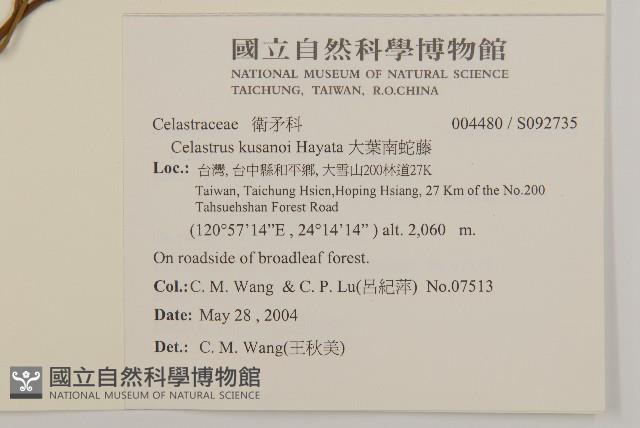 國立自然科學博物館
NATIONAL MUSEUM OF NATURAL SCIENCE
TAICHUNG, TAIWAN, R.O.CHINA
Celastraceae 衛矛科 004480 / S092735
Celastrus kusanoi Hayata 大葉南蛇藤
Loc.: 台灣, 台中縣和平鄉, 大雪山200林道27K
Taiwan, Taichung Hsien,Hoping Hsiang, 27 Km of the No.200
Tahsuehshan Forest Road
(120°57’14”E , 24°14’14” ) alt. 2,060 m.
On roadside of broadleaf forest.
Col.: C. M. Wang & C. P. Lu(呂紀萍) No.07513
Date: May 28 , 2004
Det.: C. M. Wang(王秋美)
國立自然科學博物館
NATIONAL MUSEUM OF NATURAL SCIENCE